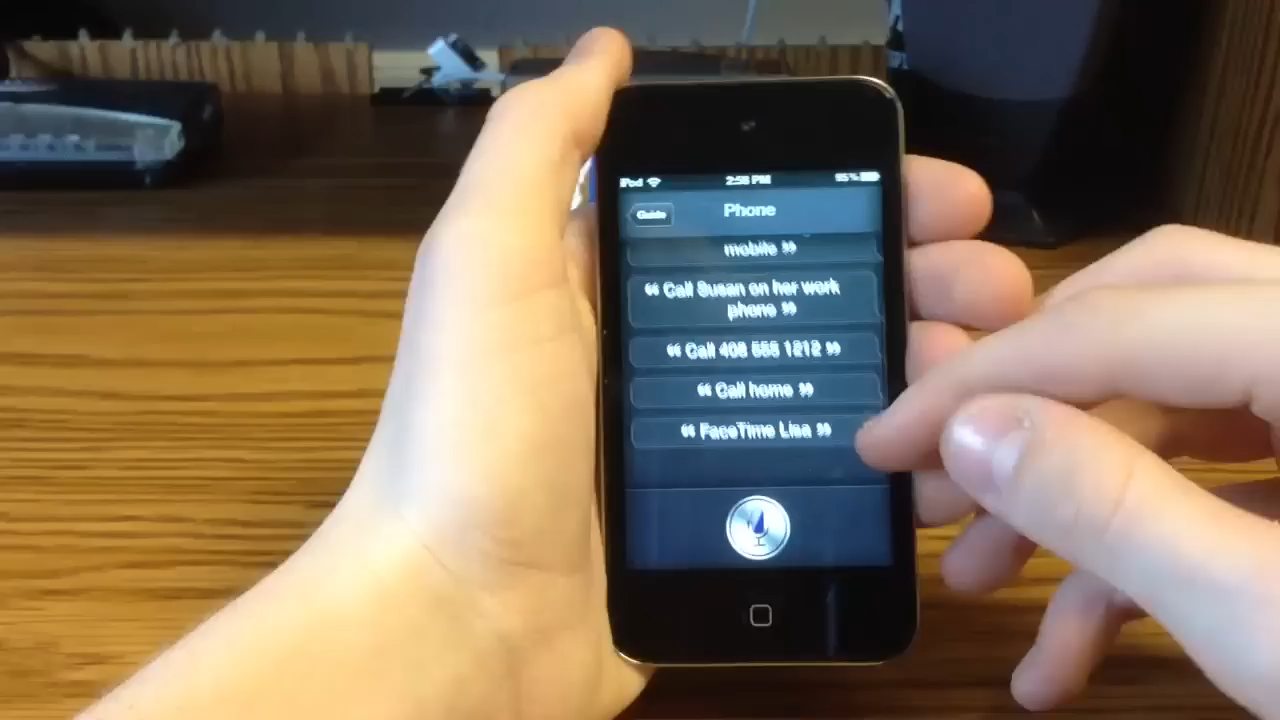 iPod 2:58 PM 95%
Guide Phone
mobile ”
“ Call Susan on her work
phone ”
“ Call 408 555 1212 ”
“ Call home ”
“ FaceTime Lisa ”